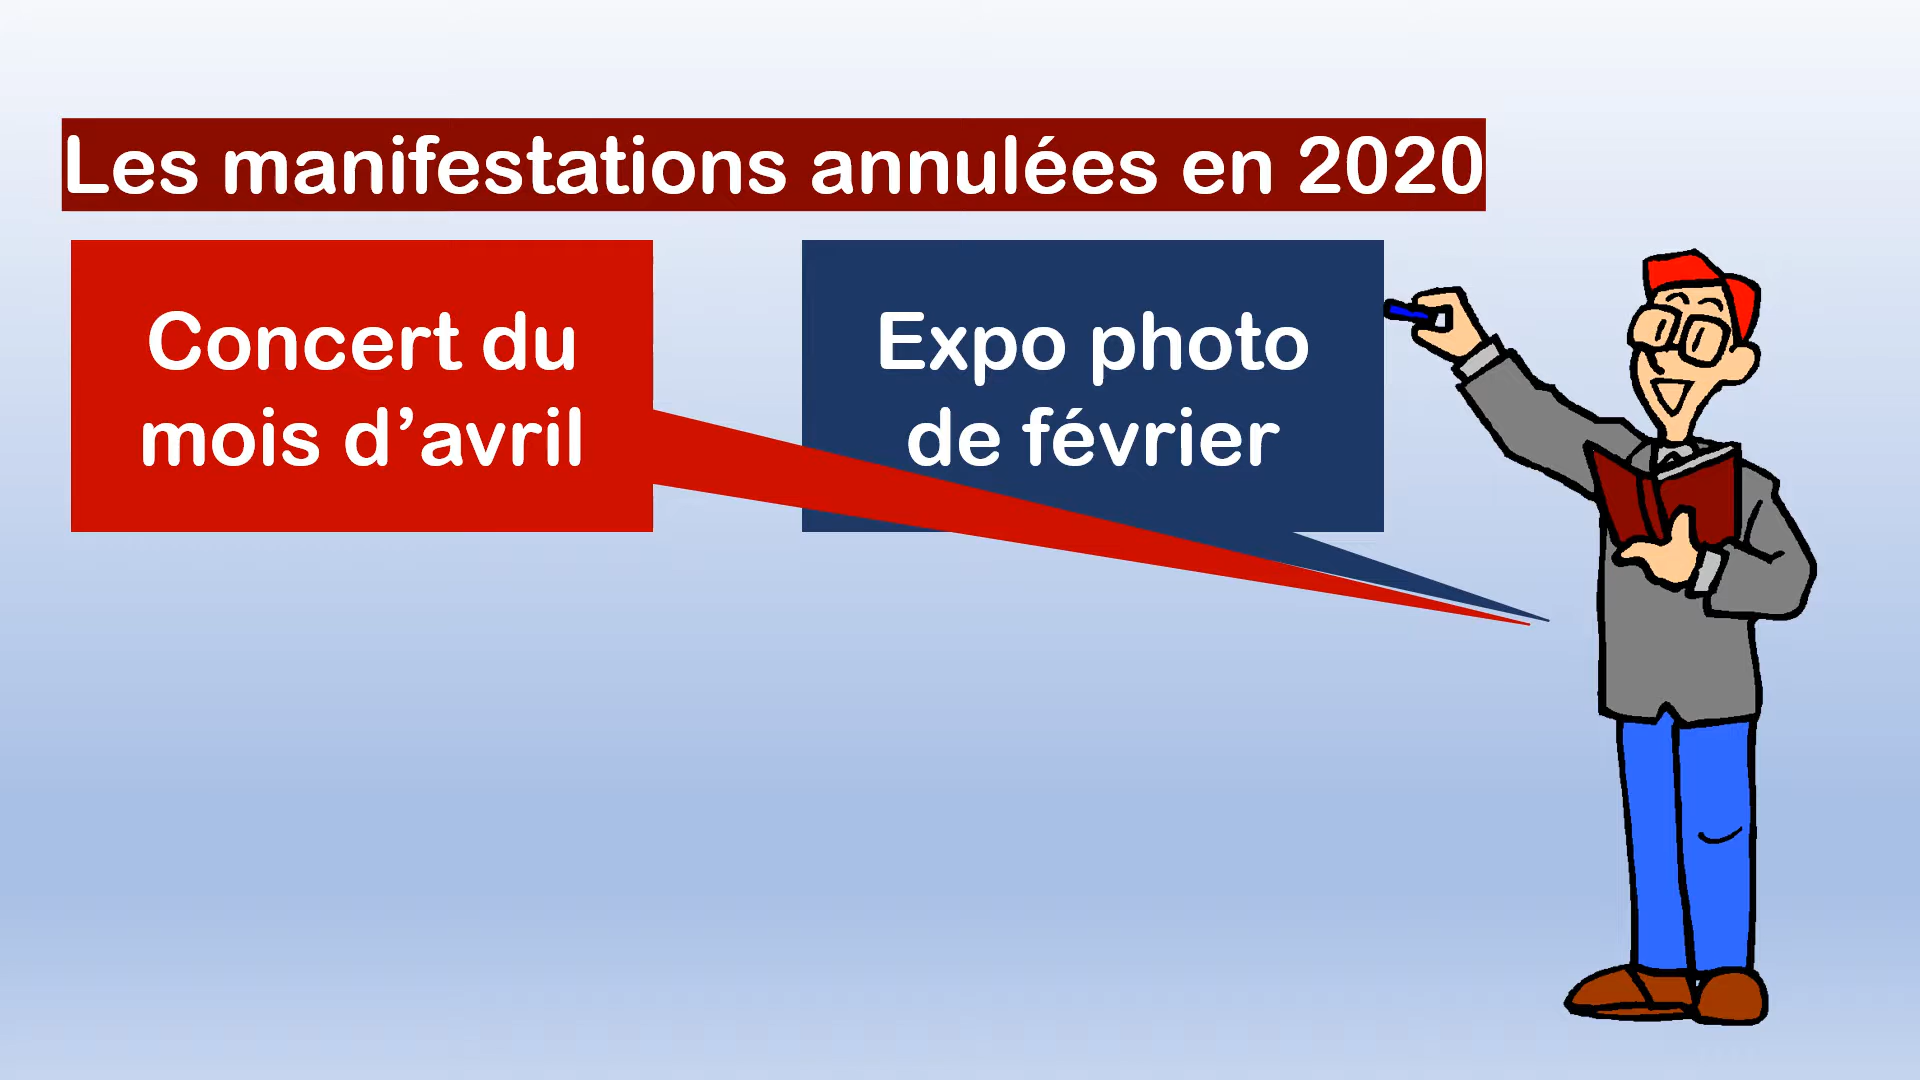 Les manifestations annulées en 2020
Concert du
mois d’avril
Expo photo
de février